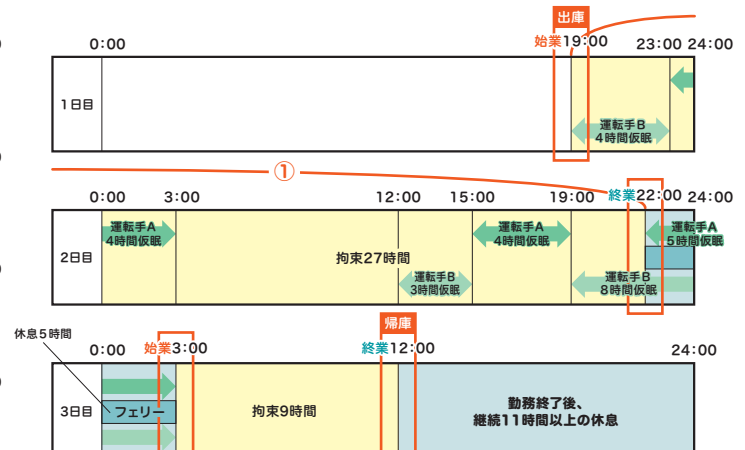 出庫
0:00 始業19:00 23:00 24:00
1日目
運転手B
4時間仮眠
①
0:00 3:00 12:00 15:00 19:00 終業22:00 24:00
運転手A
4時間仮眠
運転手A
4時間仮眠
運転手A
5時間仮眠
2日目
拘束27時間
運転手B
3時間仮眠
運転手B
8時間仮眠
帰庫
休息5時間
0:00 始業3:00 終業12:00 24:00
3日目
フェリー
拘束9時間
勤務終了後、
継続11時間以上の休息